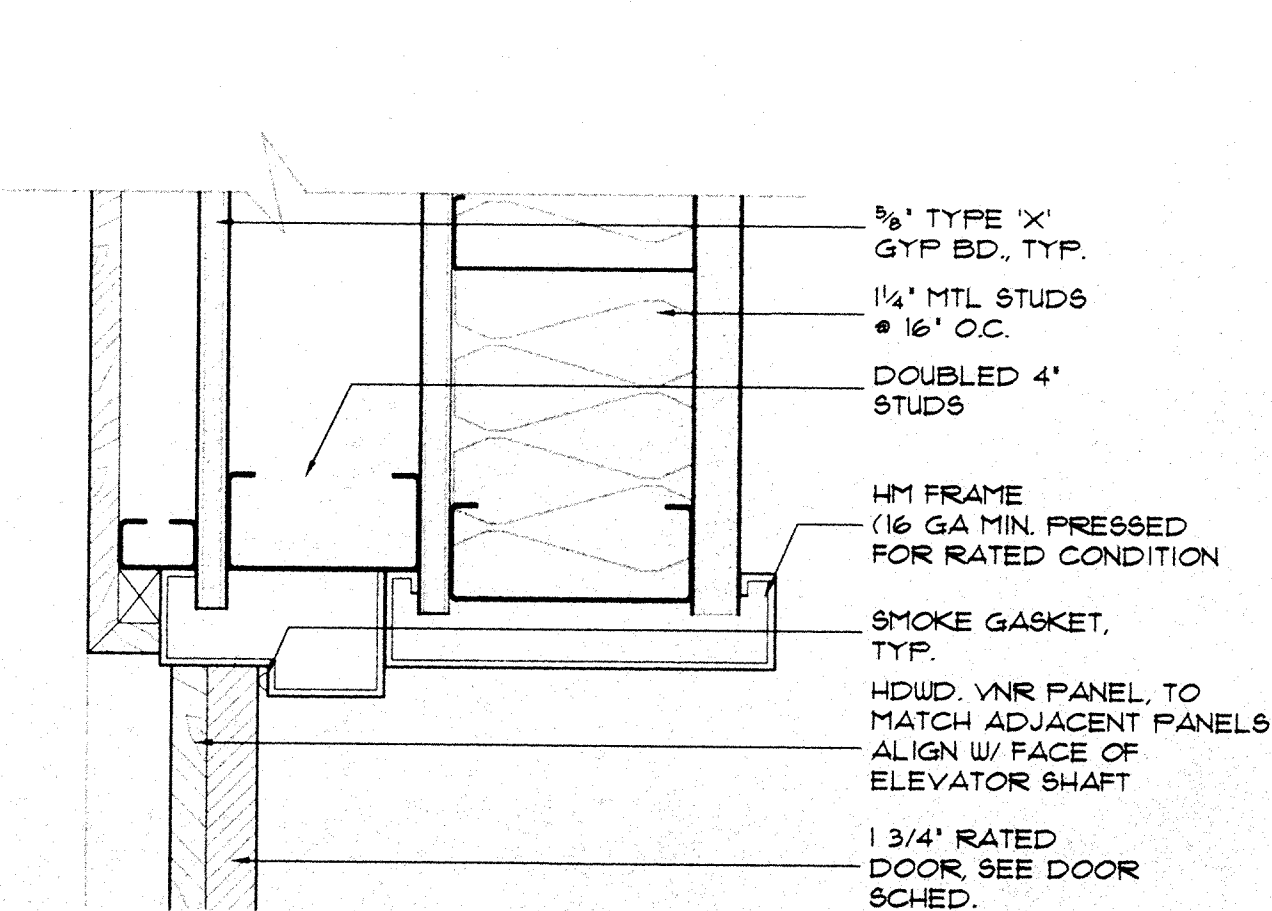 5/8" TYPE 'X'
GYP BD., TYP.
1 1/4" MTL STUDS
@ 16" O.C.
DOUBLED 4"
STUDS
HM FRAME
(16 GA MIN. PRESSED
FOR RATED CONDITION
SMOKE GASKET,
TYP.
HDWD. VNR PANEL, TO
MATCH ADJACENT PANELS
ALIGN W/ FACE OF
ELEVATOR SHAFT
1 3/4" RATED
DOOR, SEE DOOR
SCHED.